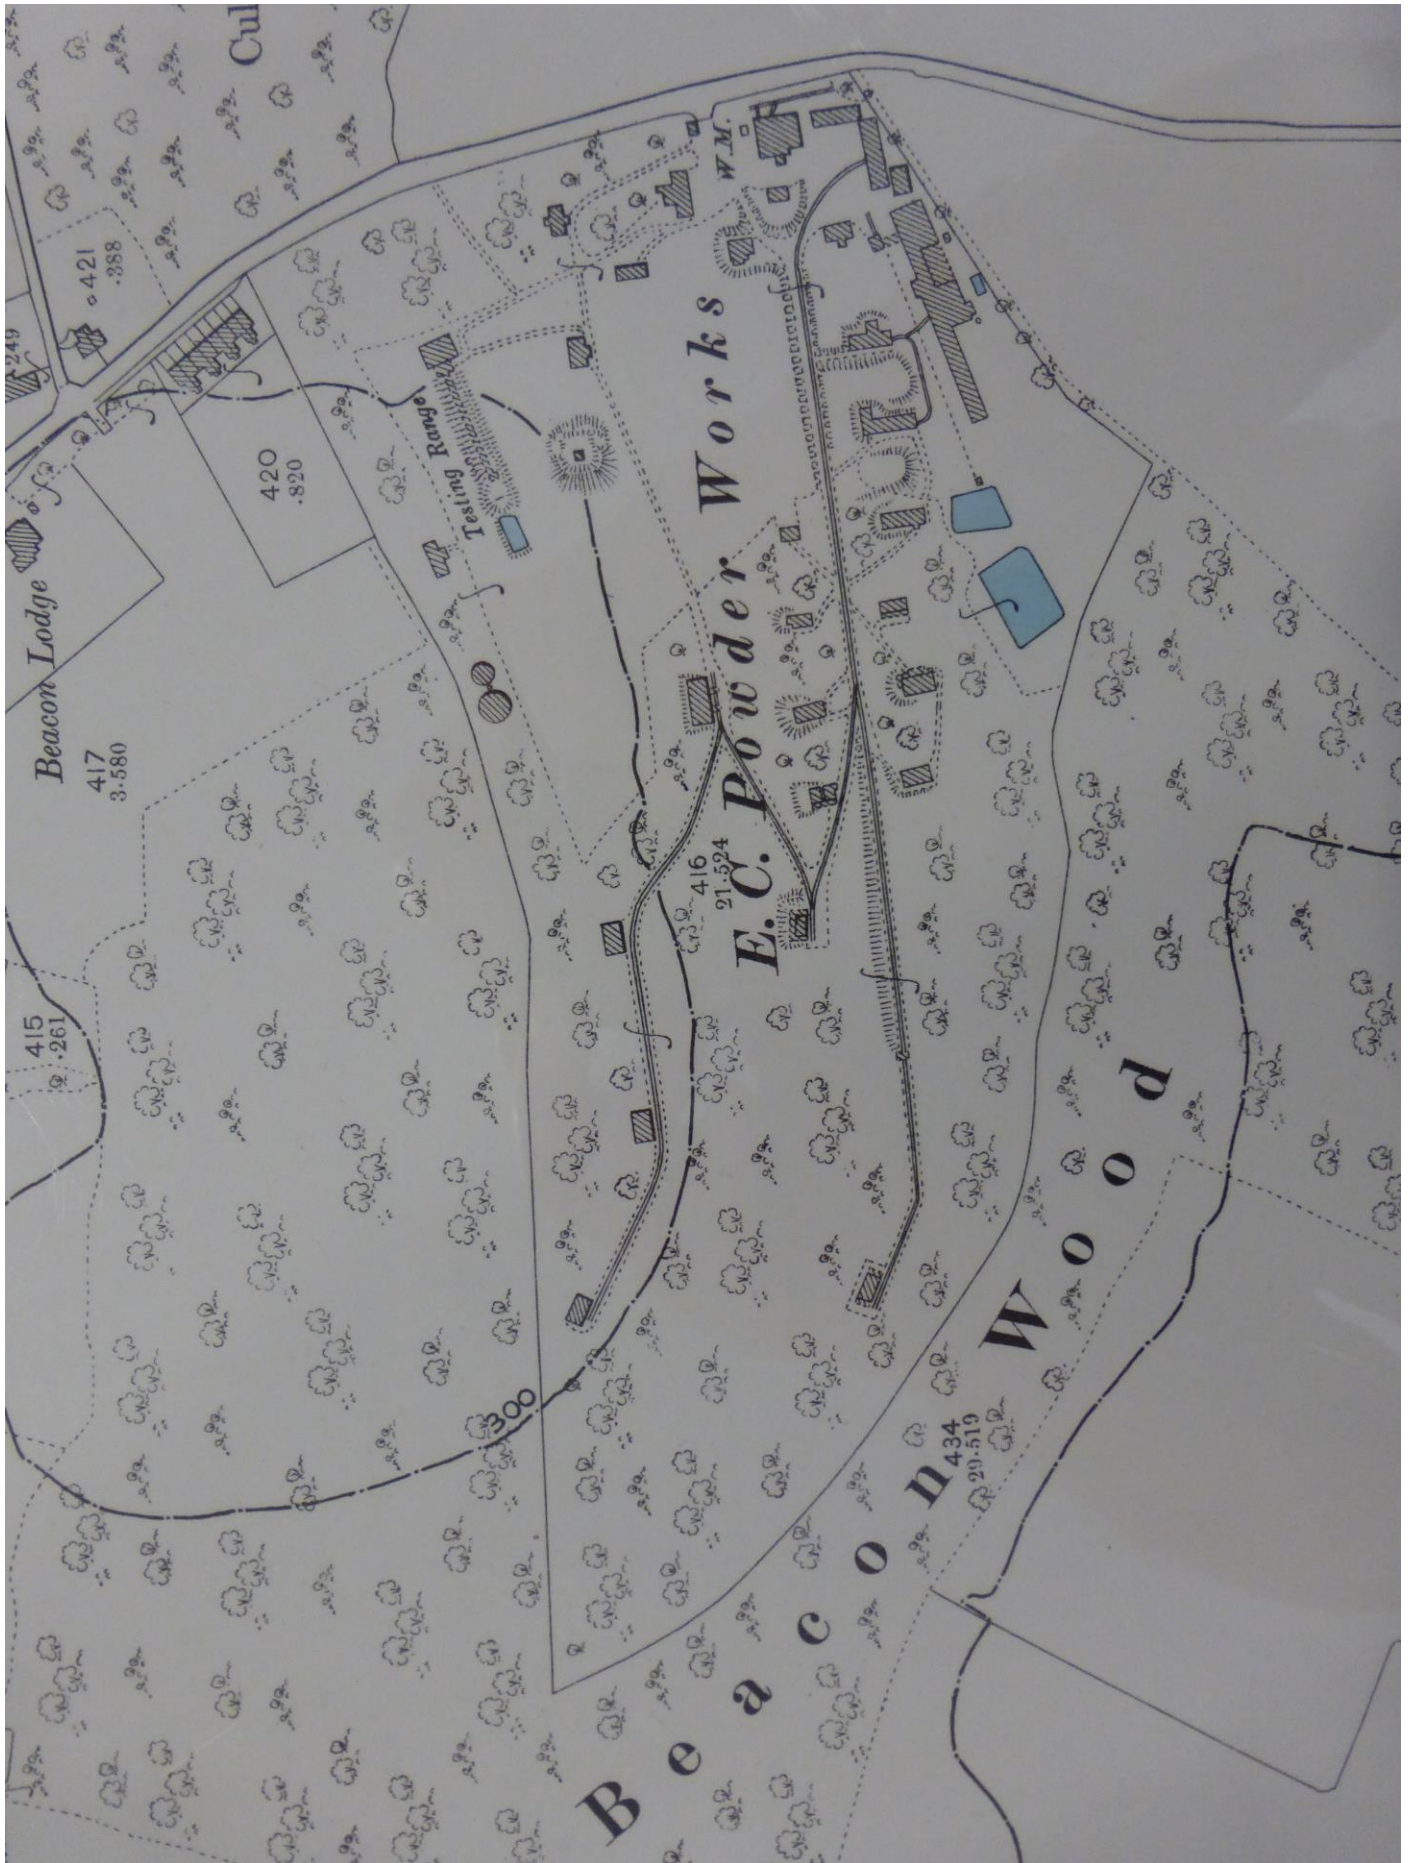 Cul
249
421
.388
Beacon Lodge
420
.820
417
3·580
Testing Range
W.M.
E. C. Powder Works
416
21·524
415
.261
300
Beacon Wood
434
29·519